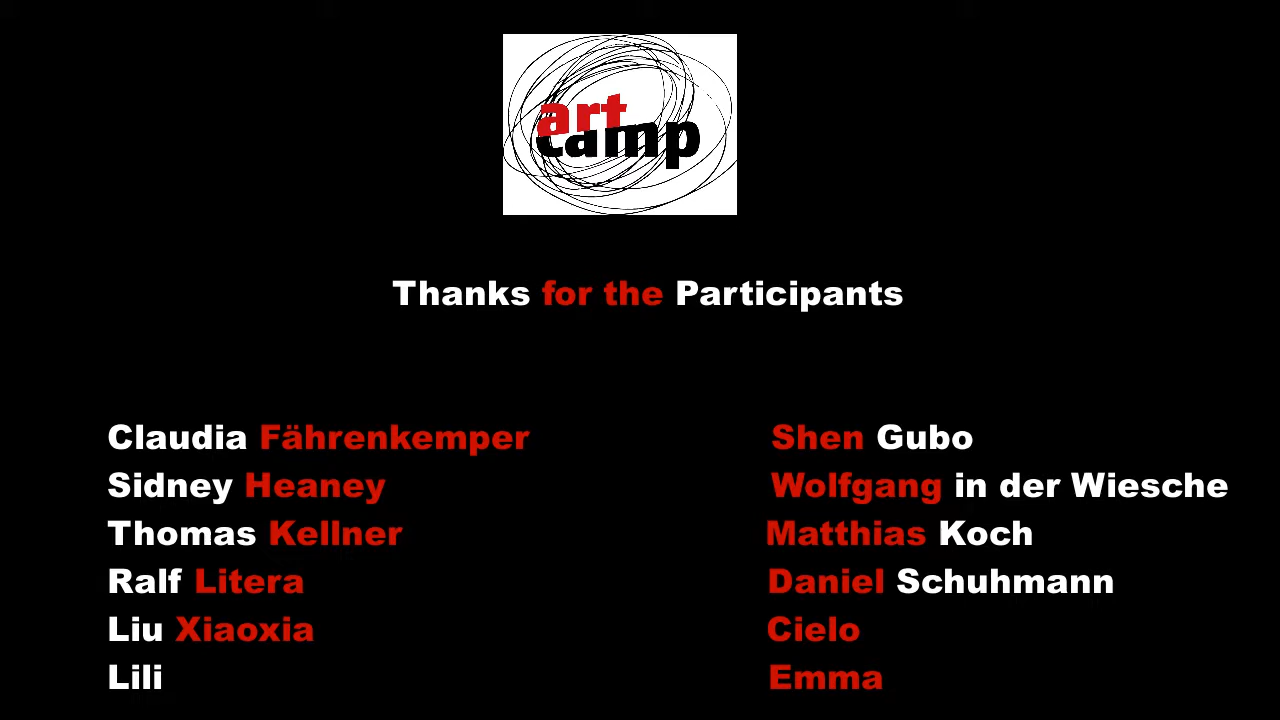 art
camp
Thanks for the Participants
Claudia Fährenkemper
Sidney Heaney
Thomas Kellner
Ralf Litera
Liu Xiaoxia
Lili
Shen Gubo
Wolfgang in der Wiesche
Matthias Koch
Daniel Schuhmann
Cielo
Emma